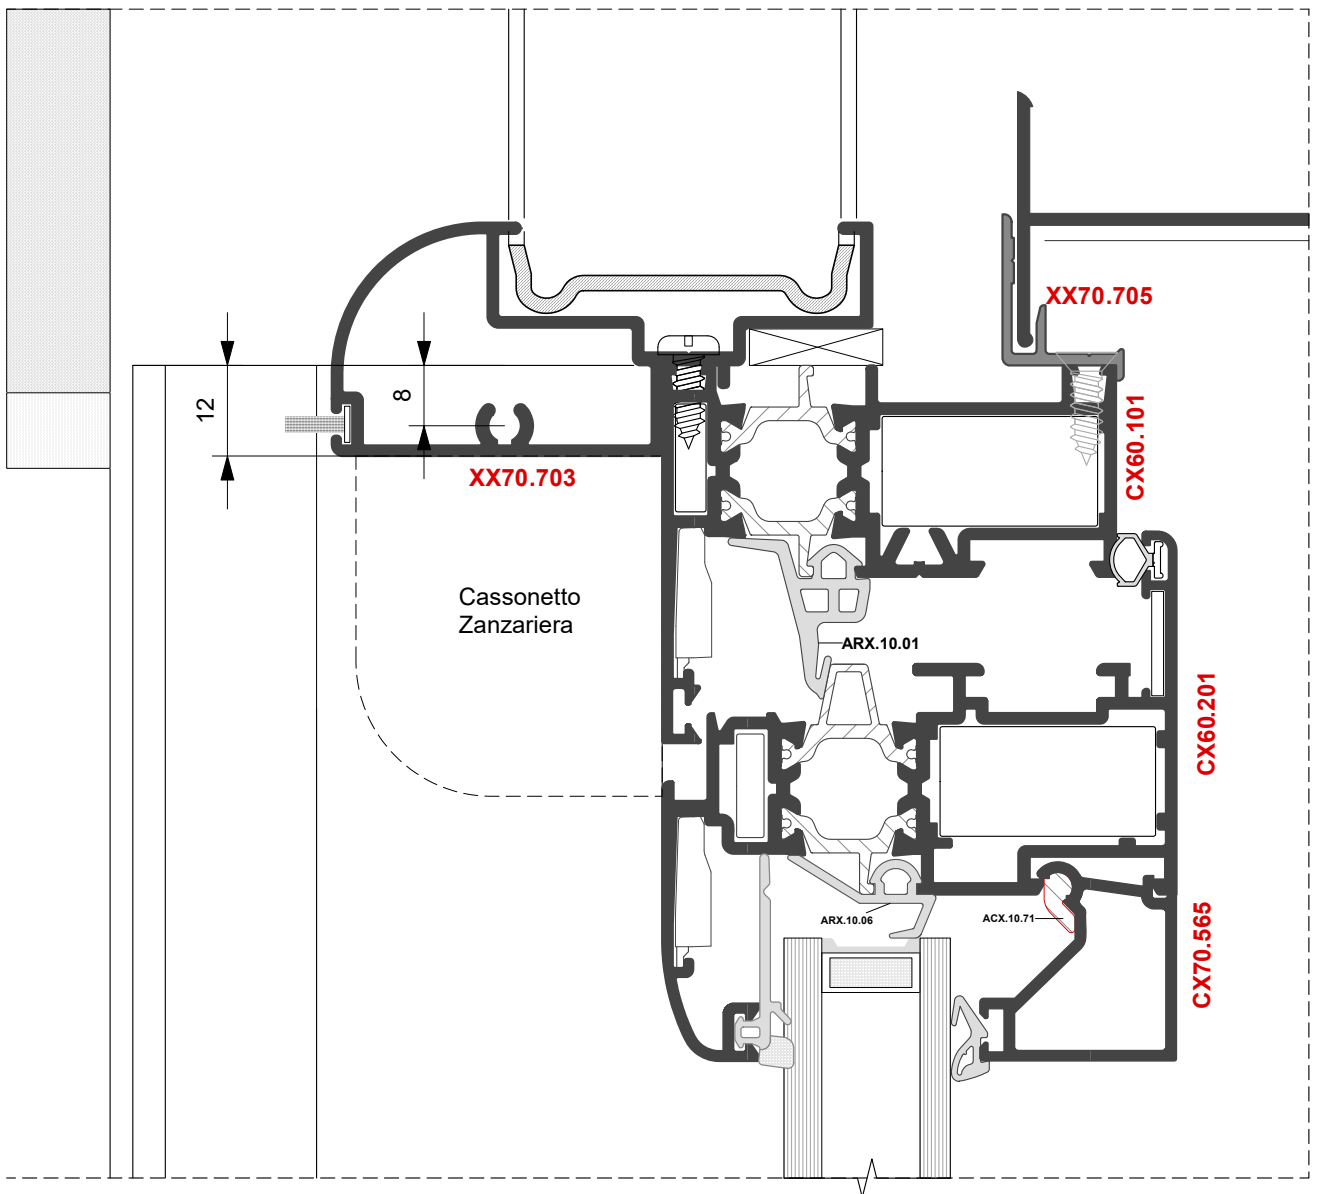 XX70.705
12
8
CX60.101
XX70.703
Cassonetto
Zanzariera
ARX.10.01
CX60.201
ARX.10.06
ACX.10.71
CX70.565